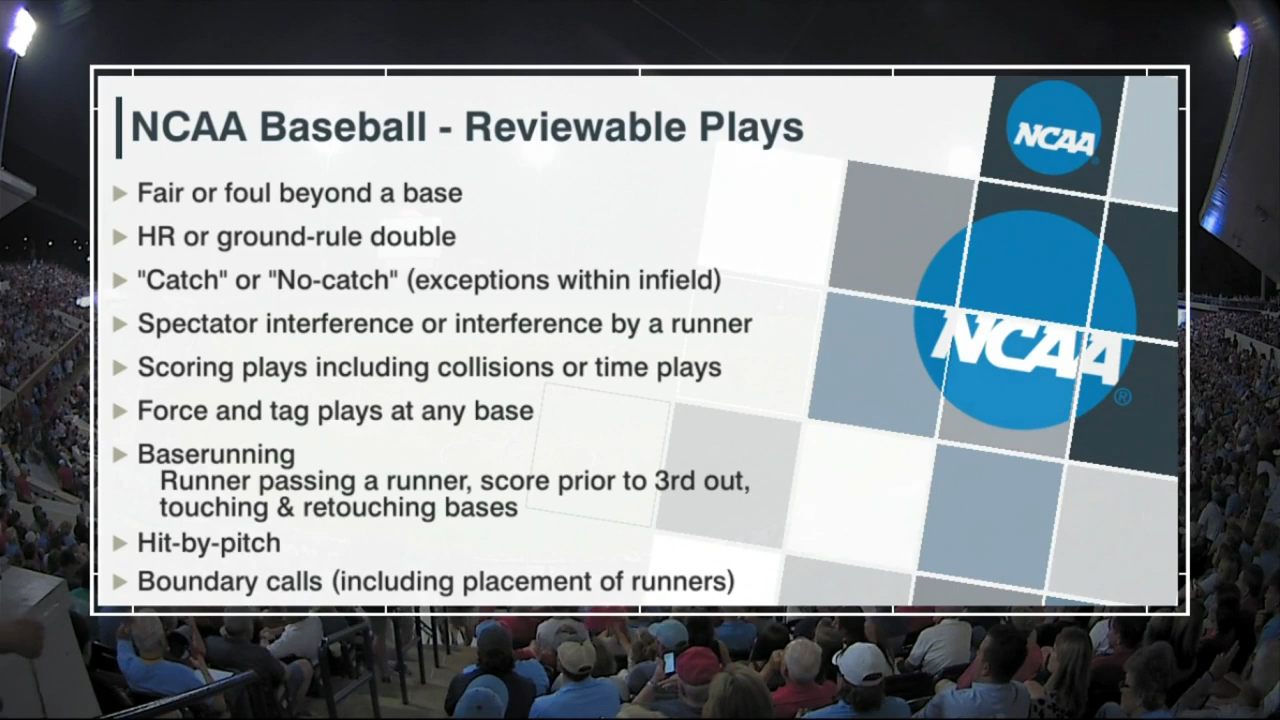 NCAA Baseball - Reviewable Plays
NCAA
Fair or foul beyond a base
HR or ground-rule double
"Catch" or "No-catch" (exceptions within infield)
Spectator interference or interference by a runner
NCAA
®
Scoring plays including collisions or time plays
Force and tag plays at any base
Baserunning
Runner passing a runner, score prior to 3rd out,
touching & retouching bases
Hit-by-pitch
Boundary calls (including placement of runners)